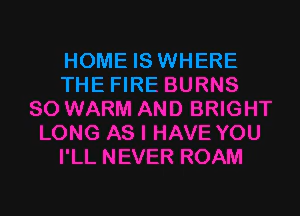 HOME IS WHERE
THE FIRE BURNS
SO WARM AND BRIGHT
LONG AS I HAVE YOU
I'LL NEVER ROAM